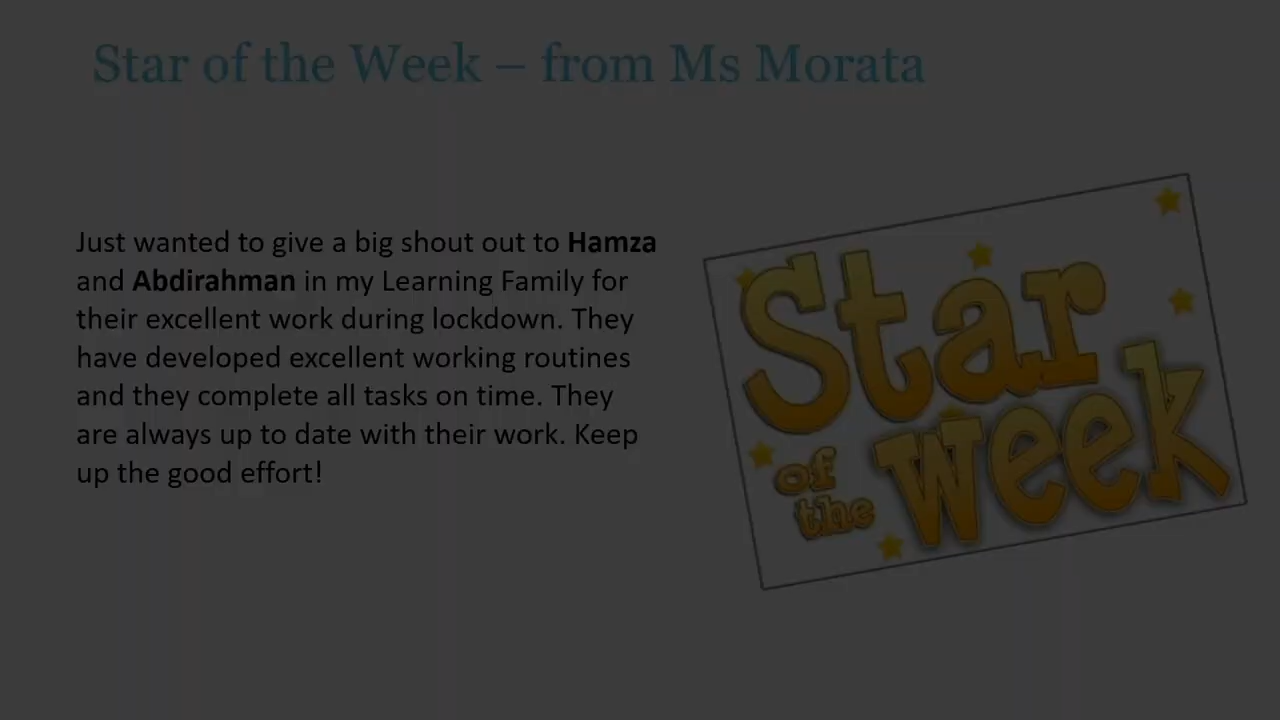 Star of the Week – from Ms Morata
Just wanted to give a big shout out to Hamza
and Abdirahman in my Learning Family for
their excellent work during lockdown. They
have developed excellent working routines
and they complete all tasks on time. They
are always up to date with their work. Keep
up the good effort!
Star
of the week